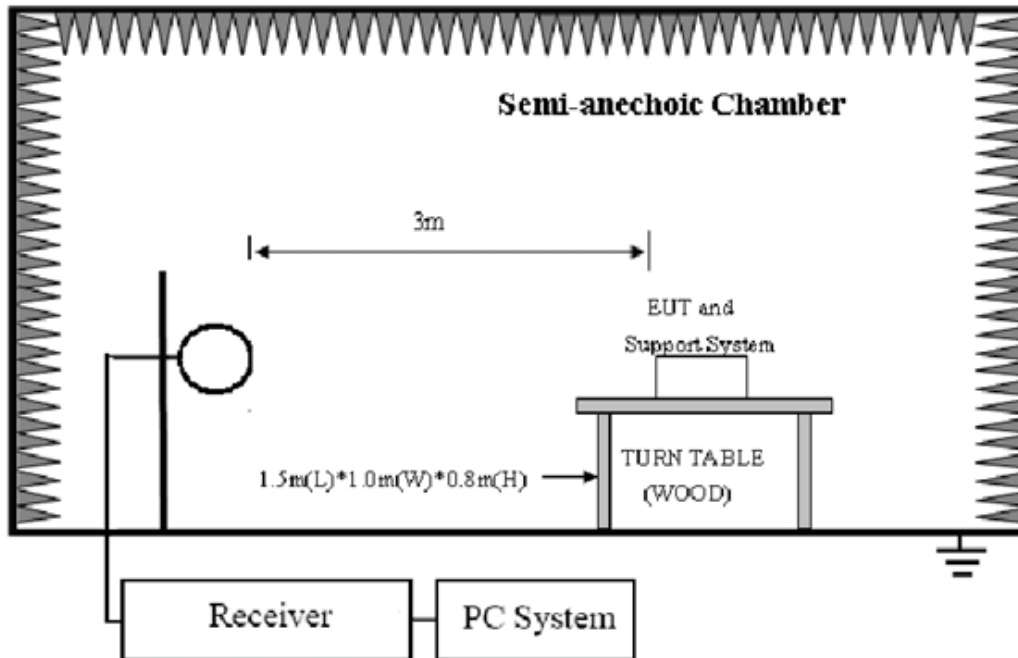 Semi-anechoic Chamber
3m
EUT and
Support System
1.5m(L)*1.0m(W)*0.8m(H)
TURN TABLE
(WOOD)
Receiver
PC System